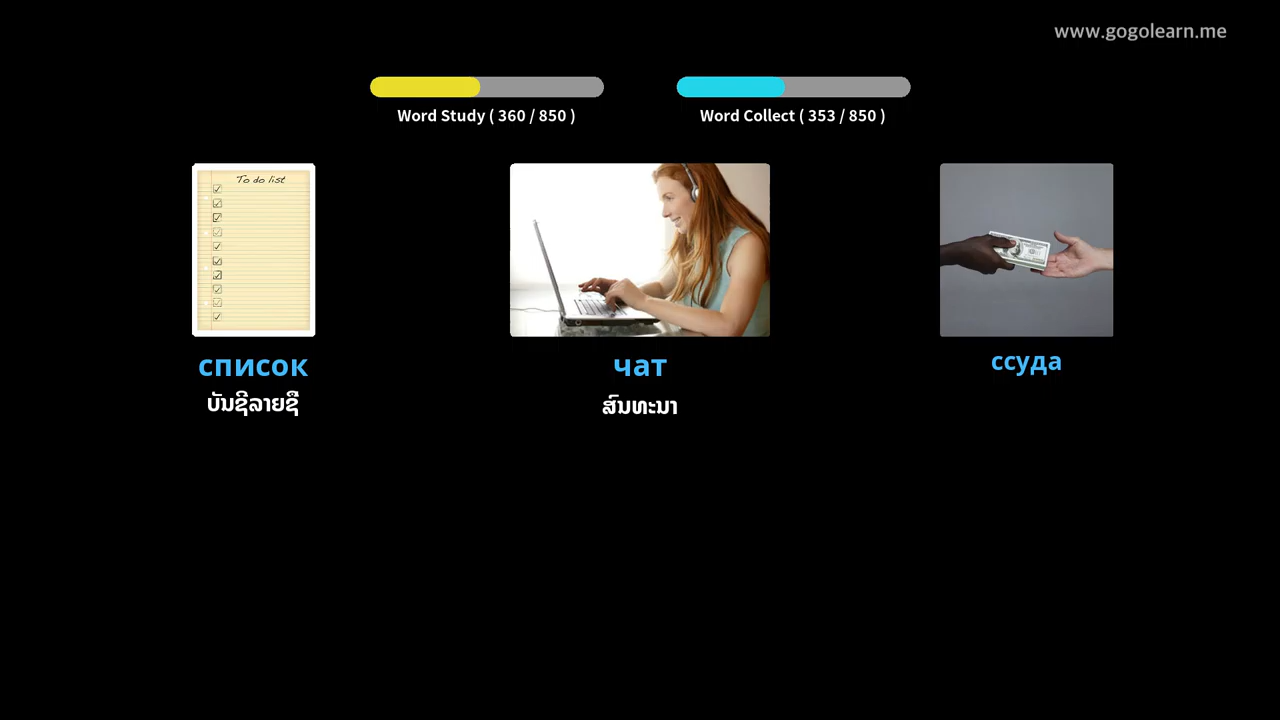 www.gogolearn.me
Word Study ( 360 / 850 )
Word Collect ( 353 / 850 )
To do list
список
чат
ссуда
ບັນຊີລາຍຊື່
ສົນທະນາ